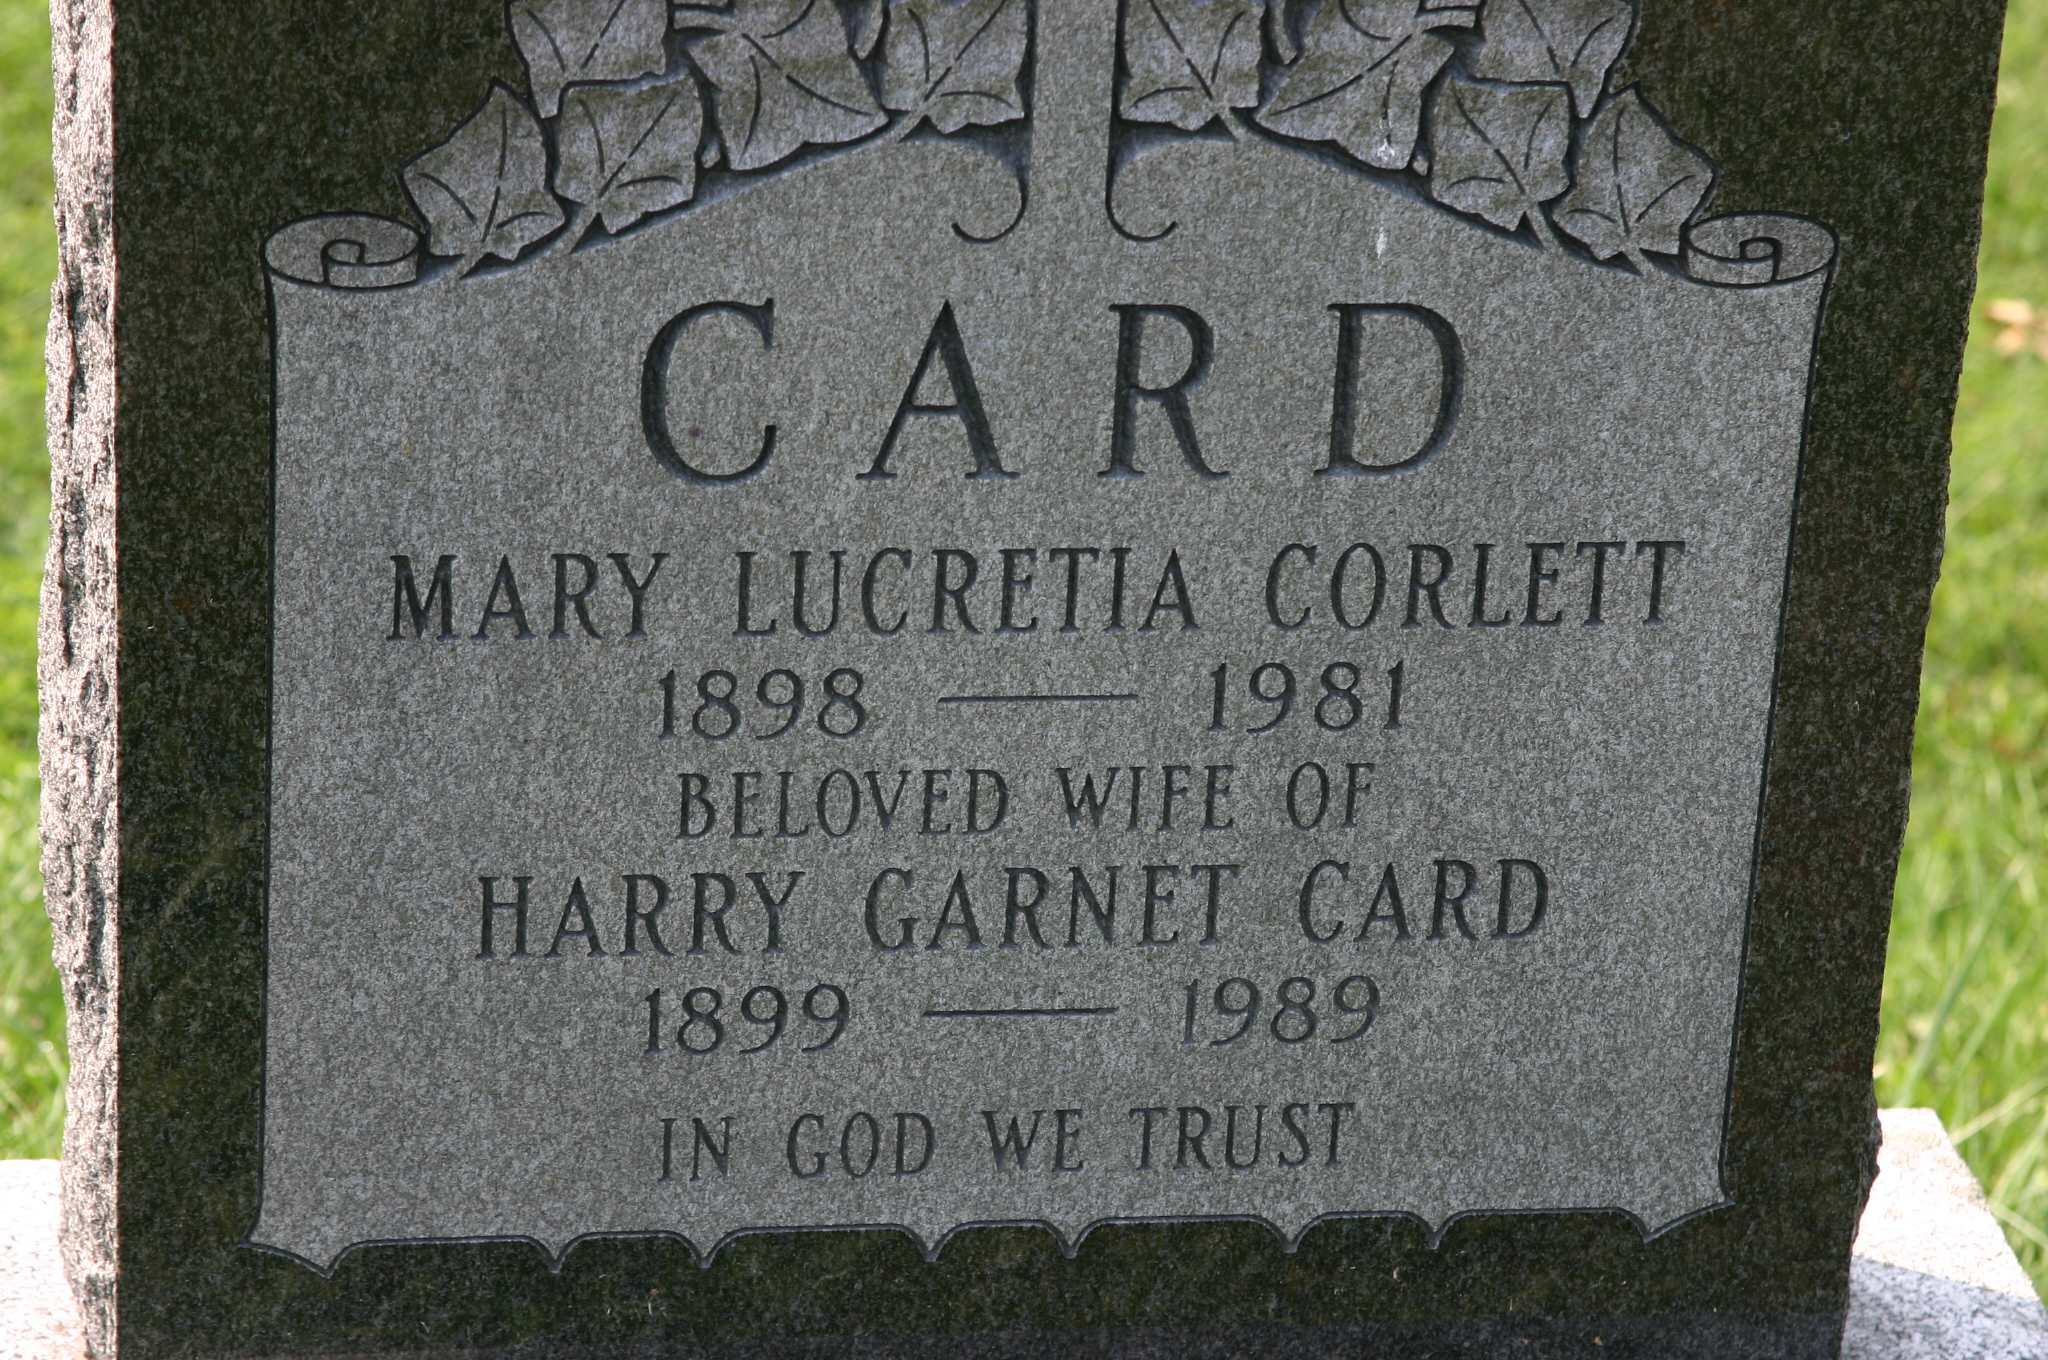 CARD
MARY LUCRETIA CORLETT
1898 — 1981
BELOVED WIFE OF
HARRY GARNET CARD
1899 — 1989
IN GOD WE TRUST